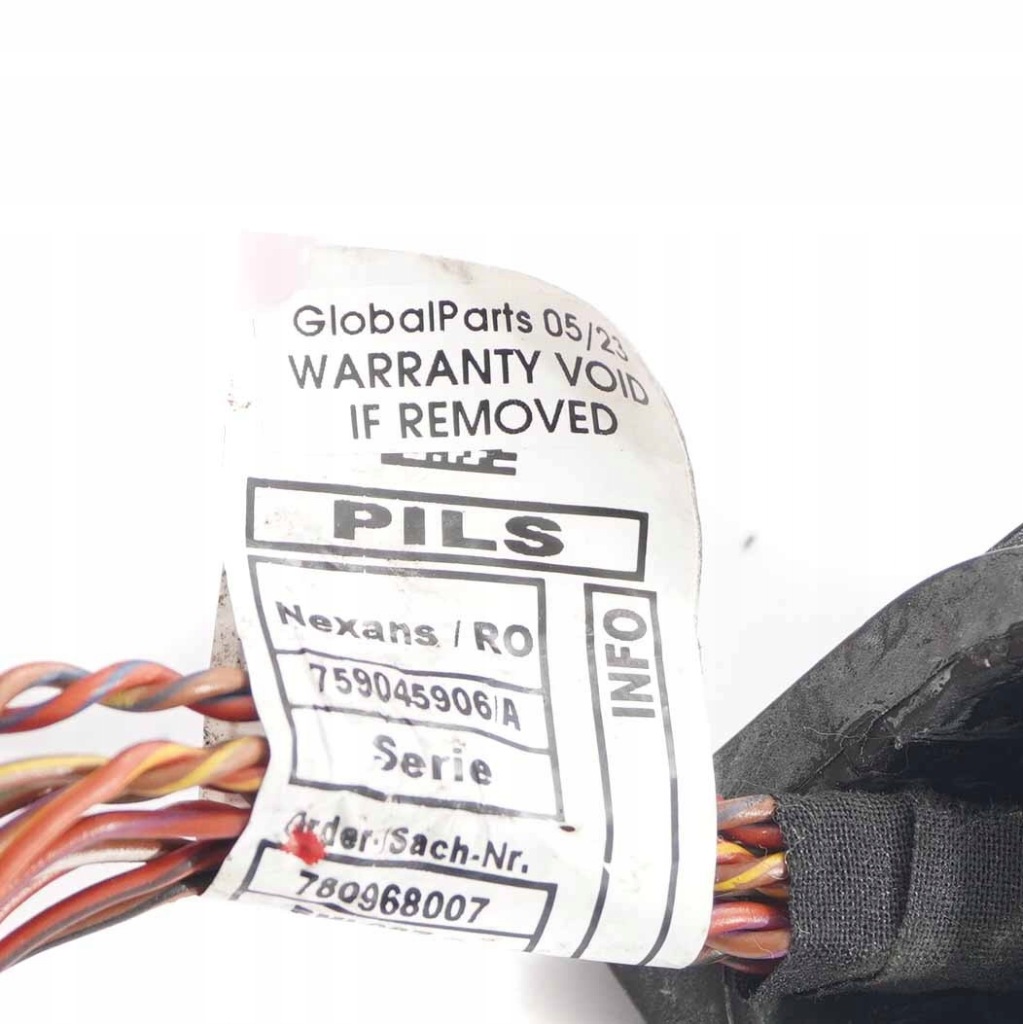 GlobalParts 05/23
WARRANTY VOID
IF REMOVED
PILS
Nexans / RO
759045906/A
Serie
INFO
Order-/Sach-Nr.
780968007